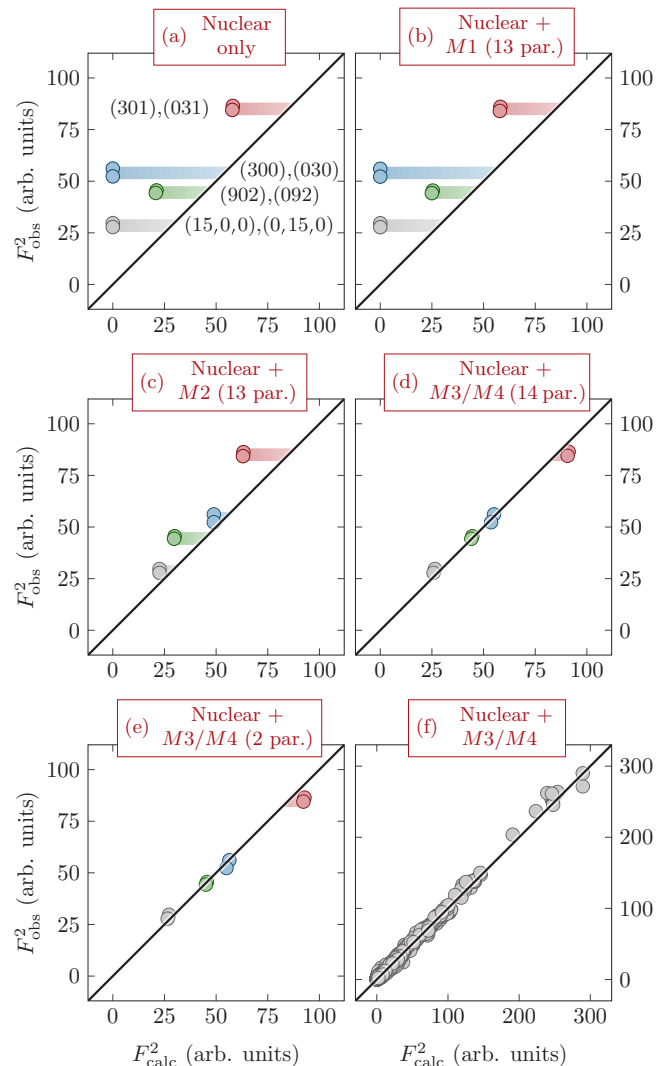 (a) Nuclear only
(b) Nuclear + M1 (13 par.)
100
75
50
25
0
F²obs (arb. units)
(301),(031)
(300),(030)
(902),(092)
(15,0,0),(0,15,0)
0 25 50 75 100
0 25 50 75 100
(c) Nuclear + M2 (13 par.)
(d) Nuclear + M3/M4 (14 par.)
100
75
50
25
0
F²obs (arb. units)
0 25 50 75 100
0 25 50 75 100
(e) Nuclear + M3/M4 (2 par.)
(f) Nuclear + M3/M4
100
75
50
25
0
F²obs (arb. units)
300
200
100
0
0 25 50 75 100
0 100 200 300
F²calc (arb. units)
F²calc (arb. units)